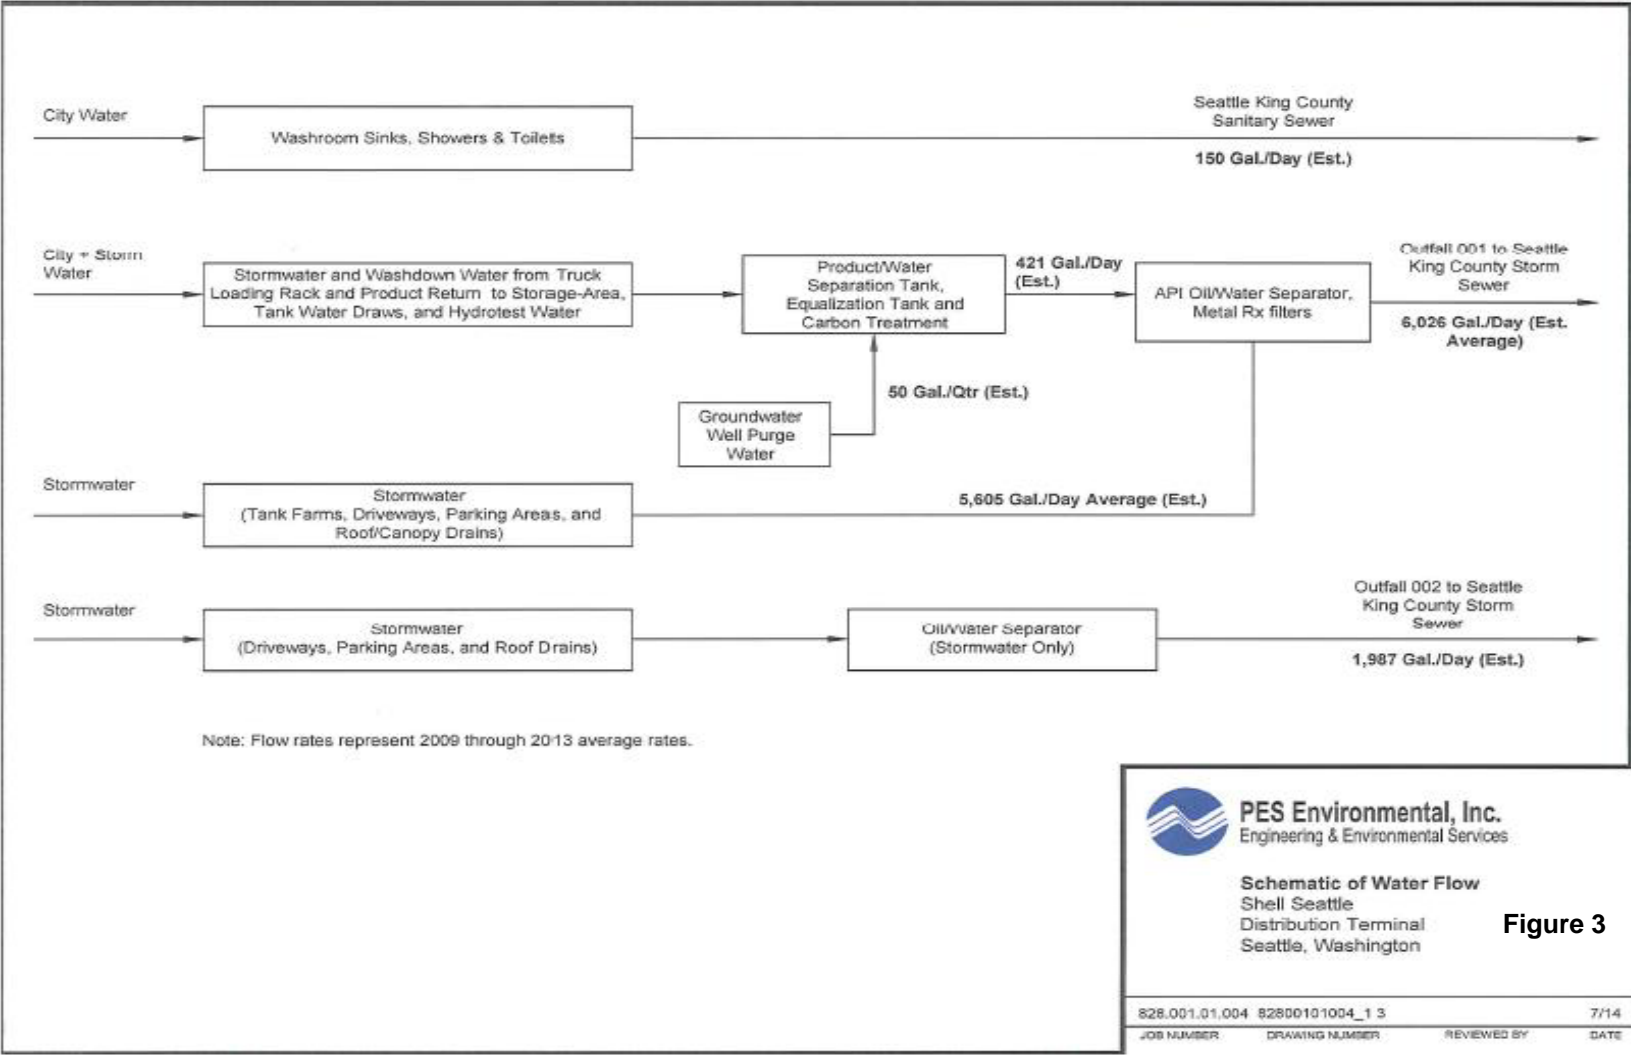 City Water
Washroom Sinks, Showers & Toiletts
Seattle King County
Sanitary Sewer
150 Gal./Day (Est.)
City + Storm
Water
Stormwater and Washdown Water from Truck
Loading Rack and Product Return to Storage-Area,
Tank Water Draws, and Hydrotest Water
Product/Water
Separation Tank,
Equalization Tank and
Carbon Treatment
421 Gal./Day
(Est.)
API Oil/Water Separator,
Metal Rx filters
Outfall 001 to Seattle
King County Storm
Sewer
6,026 Gal./Day (Est.
Average)
50 Gal./Qtr (Est.)
Groundwater
Well Purge
Water
Stormwater
Stormwater
(Tank Farms, Driveways, Parking Areas, and
Roof/Canopy Drains)
5,605 Gal./Day Average (Est.)
Stormwater
Stormwater
(Driveways, Parking Areas, and Roof Drains)
Oil/Water Separator
(Stormwater Only)
Outfall 002 to Seattle
King County Storm
Sewer
1,987 Gal./Day (Est.)
Note: Flow rates represent 2009 through 2013 average rates.
PES Environmental, Inc.
Engineering & Environmental Services
Schematic of Water Flow
Shell Seattle
Distribution Terminal
Seattle, Washington
Figure 3
828.001.01.004 82800101004_1 3 7/14
JOB NUMBER DRAWING NUMBER REVIEWED BY DATE